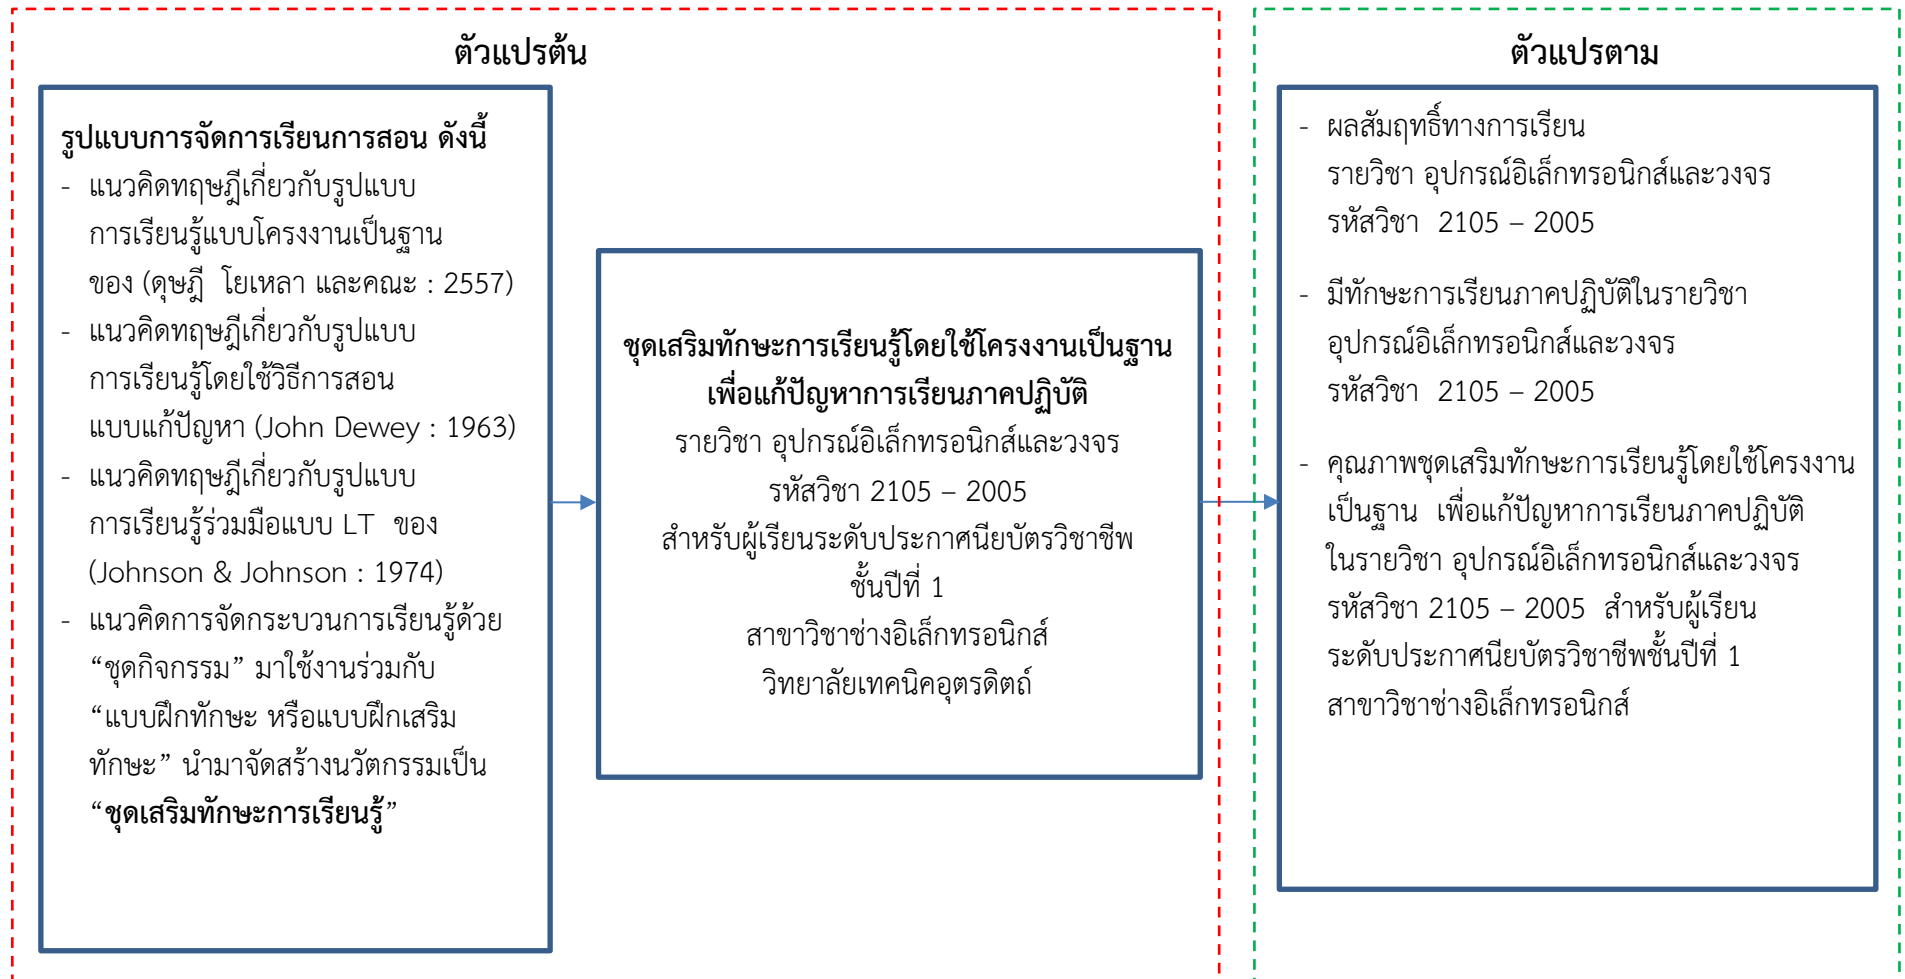 ตัวแปรต้น
รูปแบบการจัดการเรียนการสอน ดังนี้
- แนวคิดทฤษฎีเกี่ยวกับรูปแบบ
การเรียนรู้แบบโครงงานเป็นฐาน
ของ (ดุษฎี โยเหลา และคณะ : 2557)
- แนวคิดทฤษฎีเกี่ยวกับรูปแบบ
การเรียนรู้โดยใช้วิธีการสอน
แบบแก้ปัญหา (John Dewey : 1963)
- แนวคิดทฤษฎีเกี่ยวกับรูปแบบ
การเรียนรู้ร่วมมือแบบ LT ของ
(Johnson & Johnson : 1974)
- แนวคิดการจัดกระบวนการเรียนรู้ด้วย
“ชุดกิจกรรม” มาใช้งานร่วมกับ
“แบบฝึกทักษะ หรือแบบฝึกเสริม
ทักษะ” นำมาจัดสร้างนวัตกรรมเป็น
“ชุดเสริมทักษะการเรียนรู้”
ชุดเสริมทักษะการเรียนรู้โดยใช้โครงงานเป็นฐาน
เพื่อแก้ปัญหาการเรียนภาคปฏิบัติ
รายวิชา อุปกรณ์อิเล็กทรอนิกส์และวงจร
รหัสวิชา 2105 – 2005
สำหรับผู้เรียนระดับประกาศนียบัตรวิชาชีพ
ชั้นปีที่ 1
สาขาวิชาช่างอิเล็กทรอนิกส์
วิทยาลัยเทคนิคอุตรดิตถ์
ตัวแปรตาม
- ผลสัมฤทธิ์ทางการเรียน
รายวิชา อุปกรณ์อิเล็กทรอนิกส์และวงจร
รหัสวิชา 2105 – 2005
- มีทักษะการเรียนภาคปฏิบัติในรายวิชา
อุปกรณ์อิเล็กทรอนิกส์และวงจร
รหัสวิชา 2105 – 2005
- คุณภาพชุดเสริมทักษะการเรียนรู้โดยใช้โครงงาน
เป็นฐาน เพื่อแก้ปัญหาการเรียนภาคปฏิบัติ
ในรายวิชา อุปกรณ์อิเล็กทรอนิกส์และวงจร
รหัสวิชา 2105 – 2005 สำหรับผู้เรียน
ระดับประกาศนียบัตรวิชาชีพชั้นปีที่ 1
สาขาวิชาช่างอิเล็กทรอนิกส์